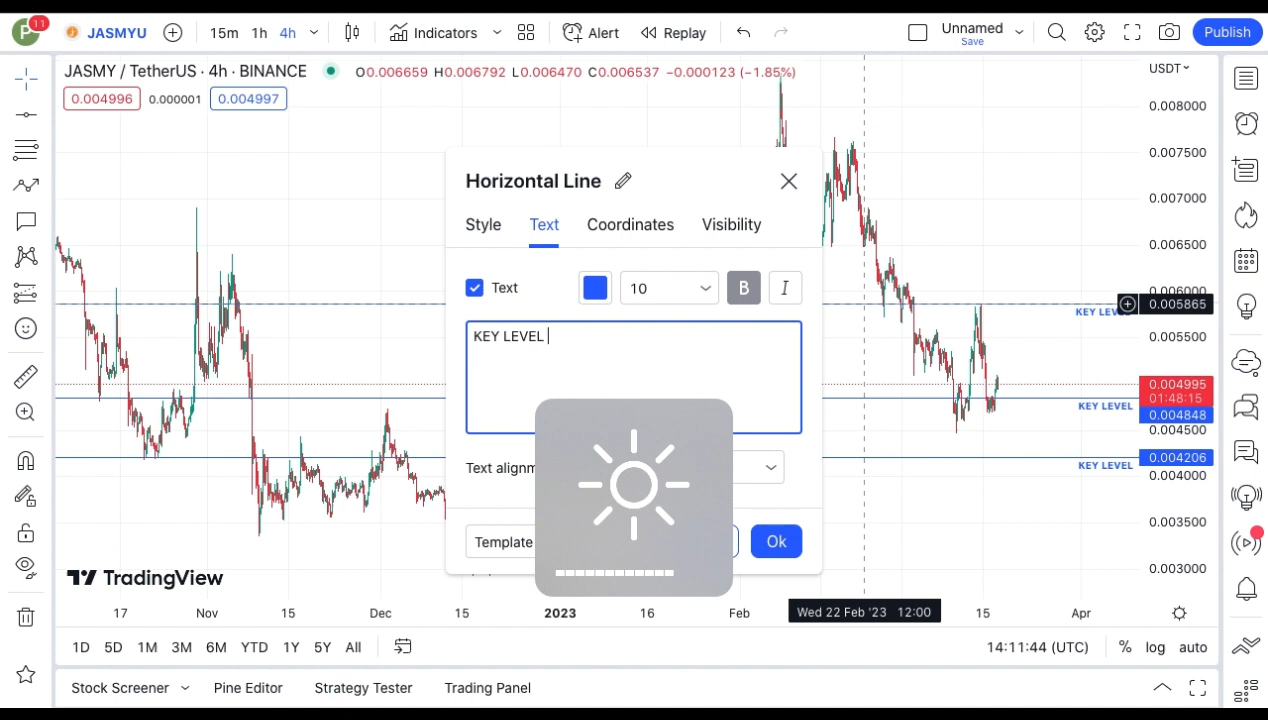 P 11 JASMYU 15m 1h 4h Indicators Alert Replay Unnamed Save Publish
JASMY / TetherUS · 4h · BINANCE O0.006659 H0.006792 L0.006470 C0.006537 −0.000123 (−1.85%) USDT
0.004996 0.000001 0.004997
0.008000
0.007500
0.007000
0.006500
0.006000
0.005865
KEY LEVEL
0.005500
0.004995
01:48:15
KEY LEVEL
0.004848
0.004500
0.004206
KEY LEVEL
0.004000
0.003500
0.003000
Horizontal Line
Style Text Coordinates Visibility
Text 10 B I
KEY LEVEL
Text alignm
Template Ok
TradingView
17 Nov 15 Dec 15 2023 16 Feb Wed 22 Feb '23 12:00 15 Apr
1D 5D 1M 3M 6M YTD 1Y 5Y All 14:11:44 (UTC) % log auto
Stock Screener Pine Editor Strategy Tester Trading Panel